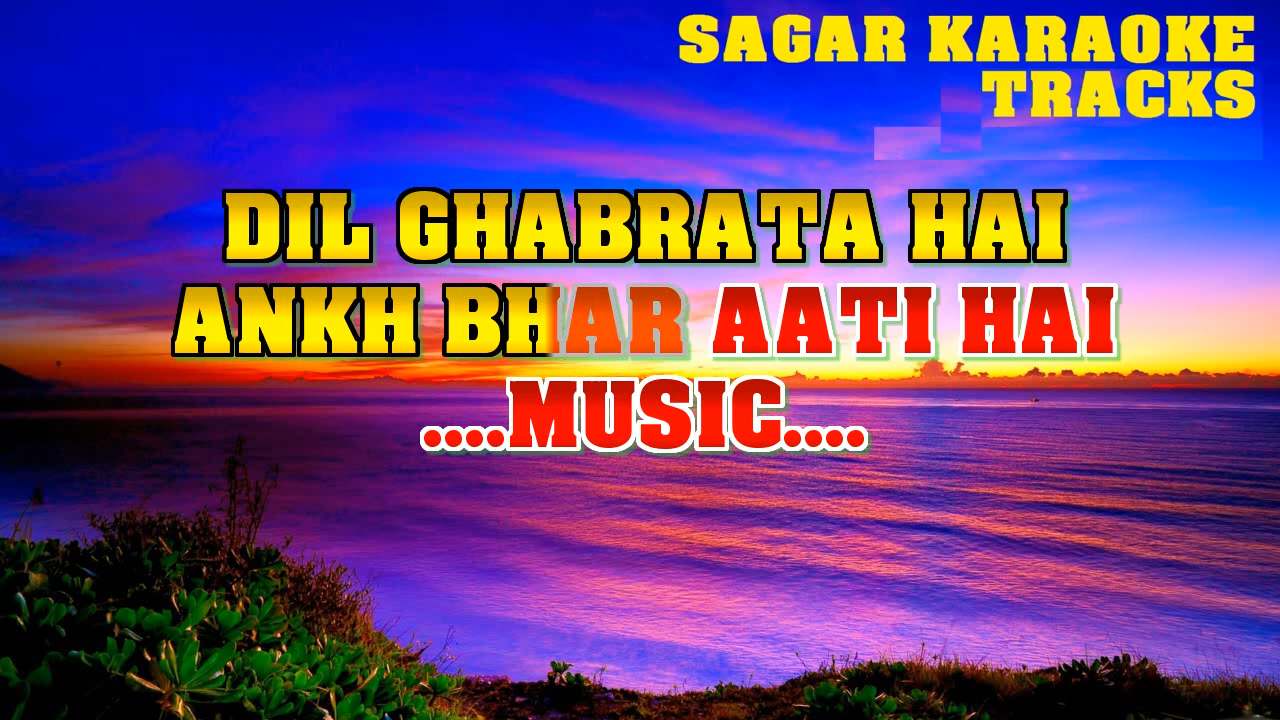 SAGAR KARAOKE
TRACKS
DIL GHABRATA HAI
ANKH BHAR AATI HAI
....MUSIC....